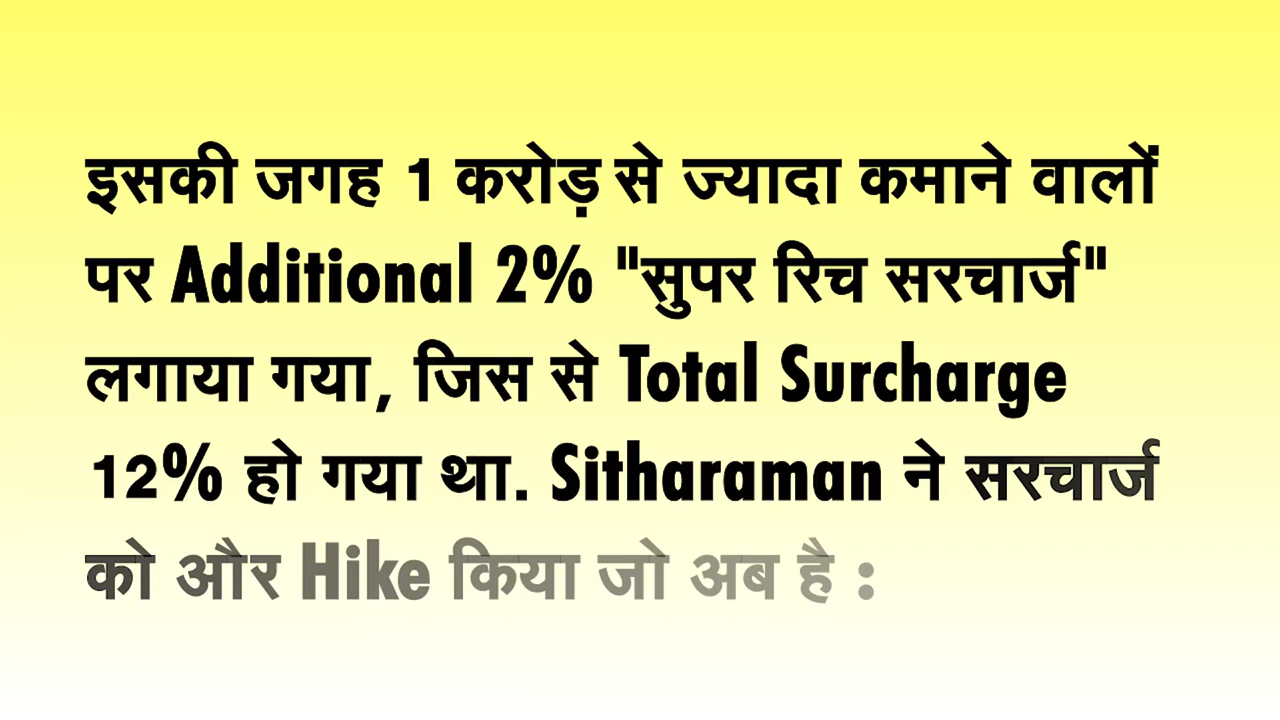 इसकी जगह 1 करोड़ से ज्यादा कमाने वालों
पर Additional 2% "सुपर रिच सरचार्ज"
लगाया गया, जिस से Total Surcharge
12% हो गया था. Sitharaman ने सरचार्ज
को और Hike किया जो अब है :